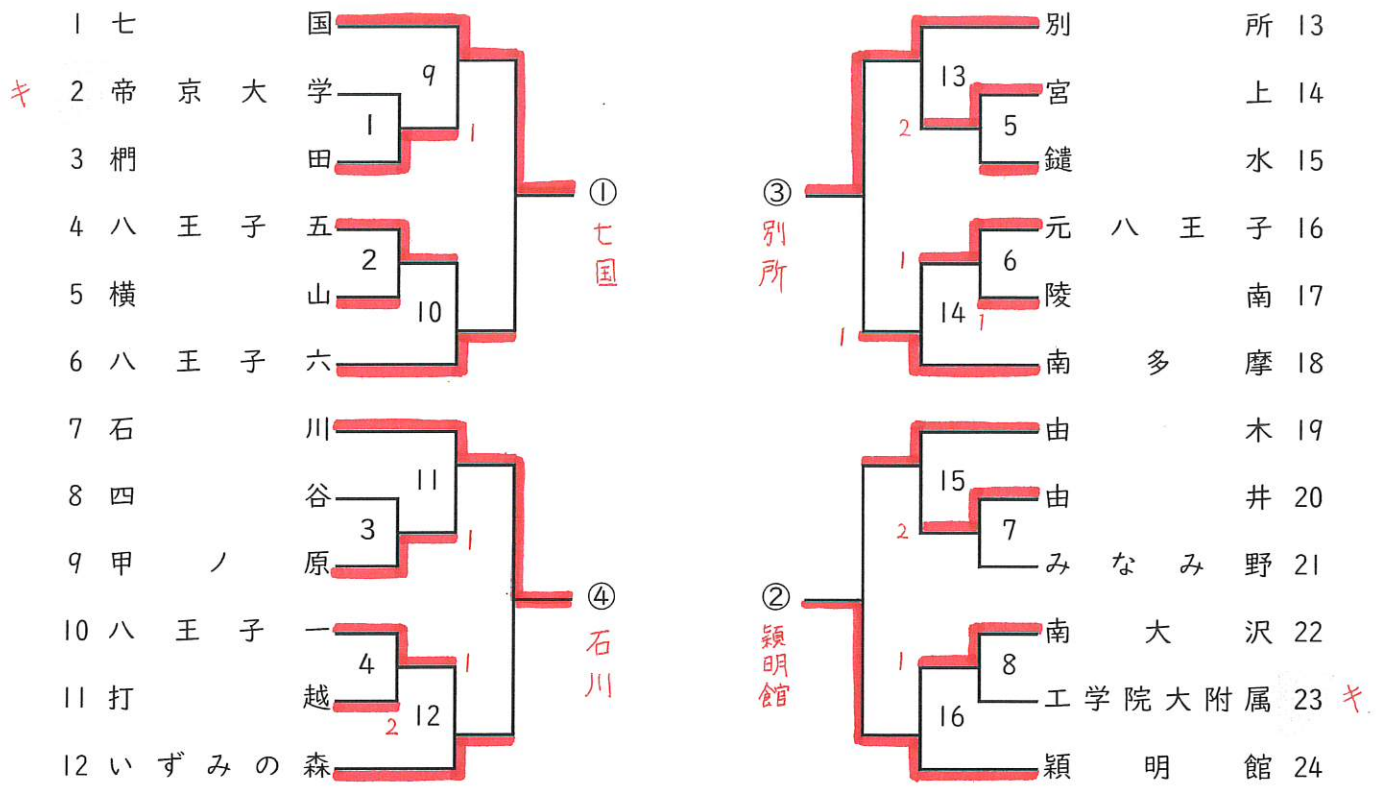 1 七国
9
キ 2 帝京大学
1
1
3 椚田
① 七国
4 八王子五
2
5 横山
10
6 八王子六
7 石川
11
8 四谷
3
1
9 甲ノ原
④ 石川
10 八王子一
4
1
11 打越
2
12
12 いずみの森
別所 13
13
宮上 14
2
5
鑓水 15
③ 別所
元八王子 16
1
6
陵南 17
14
1
1
南多摩 18
由木 19
15
由井 20
2
7
みなみ野 21
② 穎明館
南大沢 22
1
8
工学院大附属 23 キ
16
穎明館 24